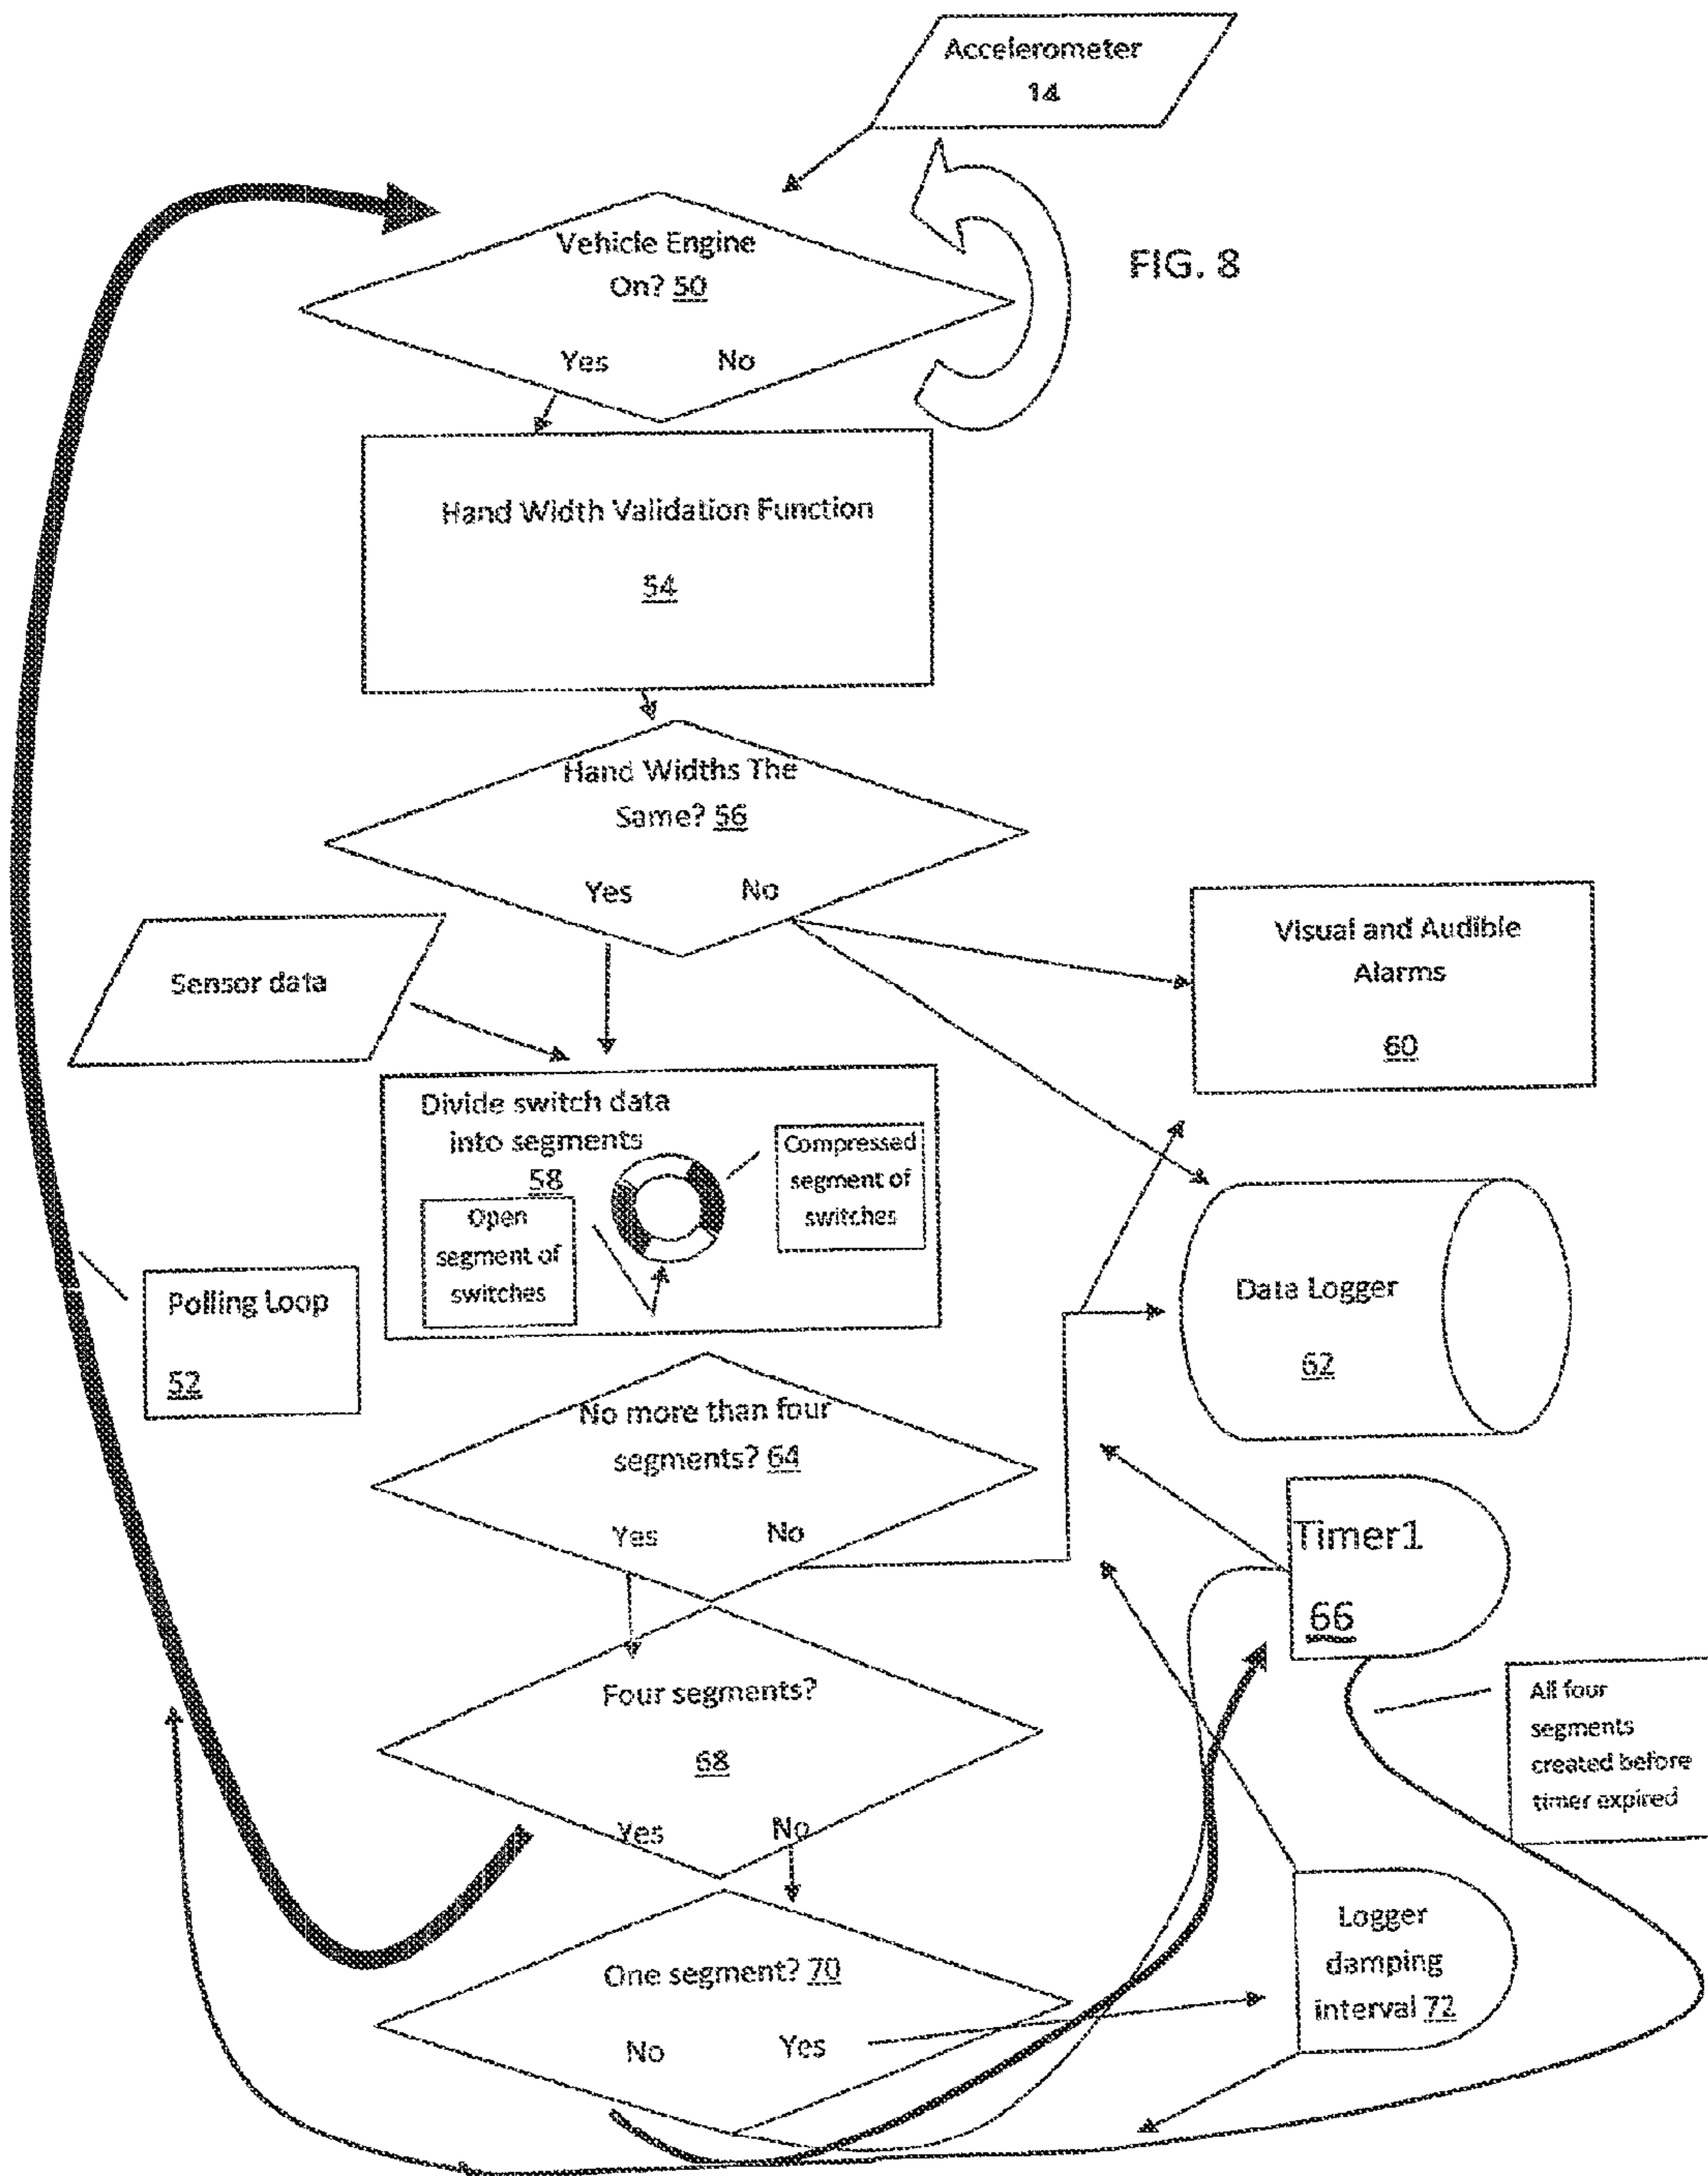 Accelerometer
14
FIG. 8
Vehicle Engine
On? 50
Yes No
Hand Width Validation Function
54
Hand Widths The
Same? 56
Yes No
Visual and Audible
Alarms
60
Sensor data
Divide switch data
into segments
58
Compressed
segment of
switches
Open
segment of
switches
Polling Loop
52
Data Logger
62
No more than four
segments? 64
Yes No
Timer1
66
Four segments?
68
Yes No
All four
segments
created before
timer expired
One segment? 70
No Yes
Logger
damping
interval 72